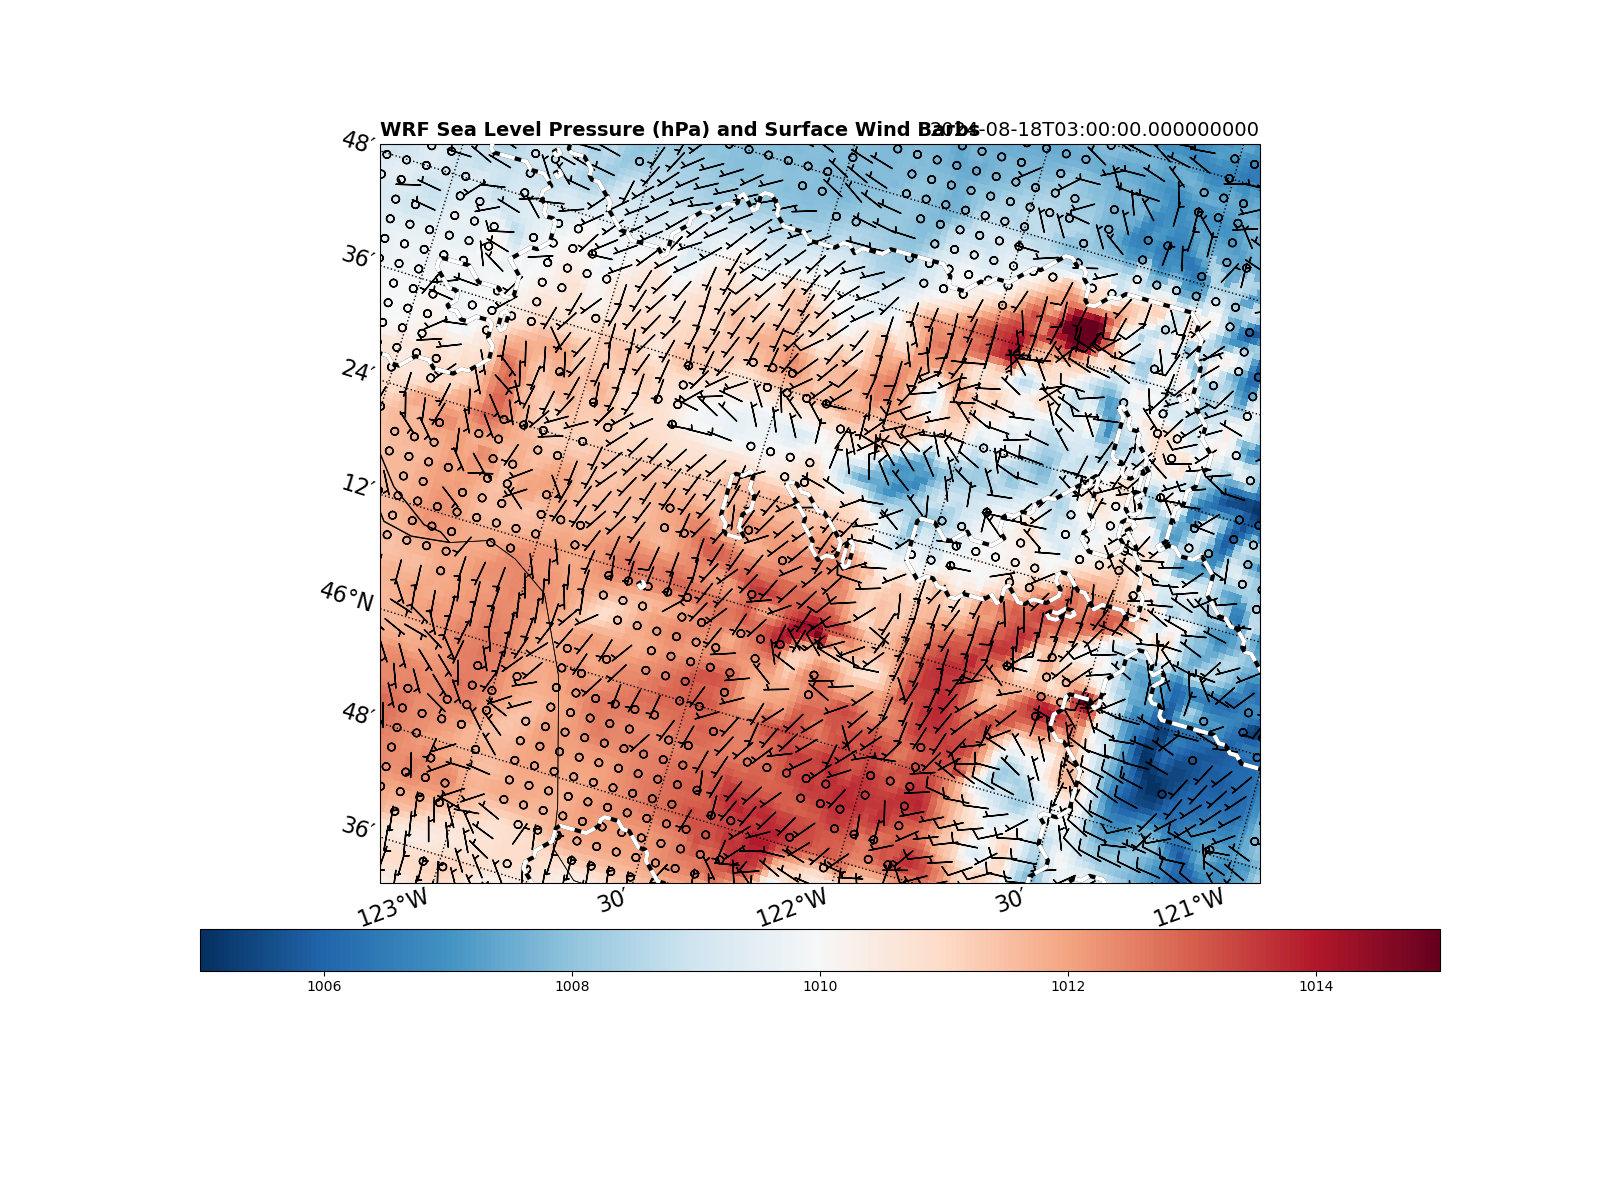 WRF Sea Level Pressure (hPa) and Surface Wind Barbs
2024-08-18T03:00:00.000000000
48′
36′
24′
12′
46°N
48′
36′
123°W 30′ 122°W 30′ 121°W
1006 1008 1010 1012 1014